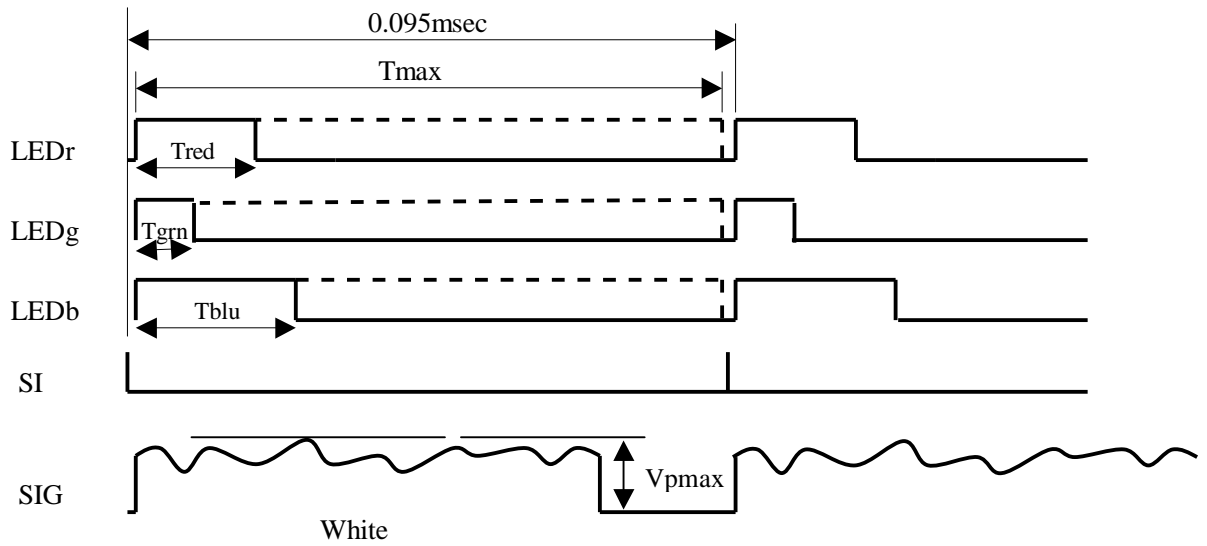 0.095msec
Tmax
LEDr
Tred
LEDg
Tgrn
LEDb
Tblu
SI
SIG
Vpmax
White